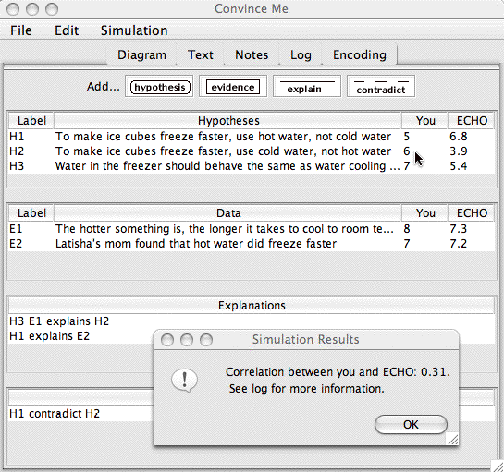 Convince Me
File Edit Simulation
Diagram Text Notes Log Encoding
Add... hypothesis evidence explain contradict
Label Hypotheses You ECHO
H1 To make ice cubes freeze faster, use hot water, not cold water 5 6.8
H2 To make ice cubes freeze faster, use cold water, not hot water 6 3.9
H3 Water in the freezer should behave the same as water cooling ... 7 5.4
Label Data You ECHO
E1 The hotter something is, the longer it takes to cool to room te... 8 7.3
E2 Latisha's mom found that hot water did freeze faster 7 7.2
Explanations
H3 E1 explains H2
H1 explains E2
Simulation Results
Correlation between you and ECHO: 0.31.
See log for more information.
OK
H1 contradict H2